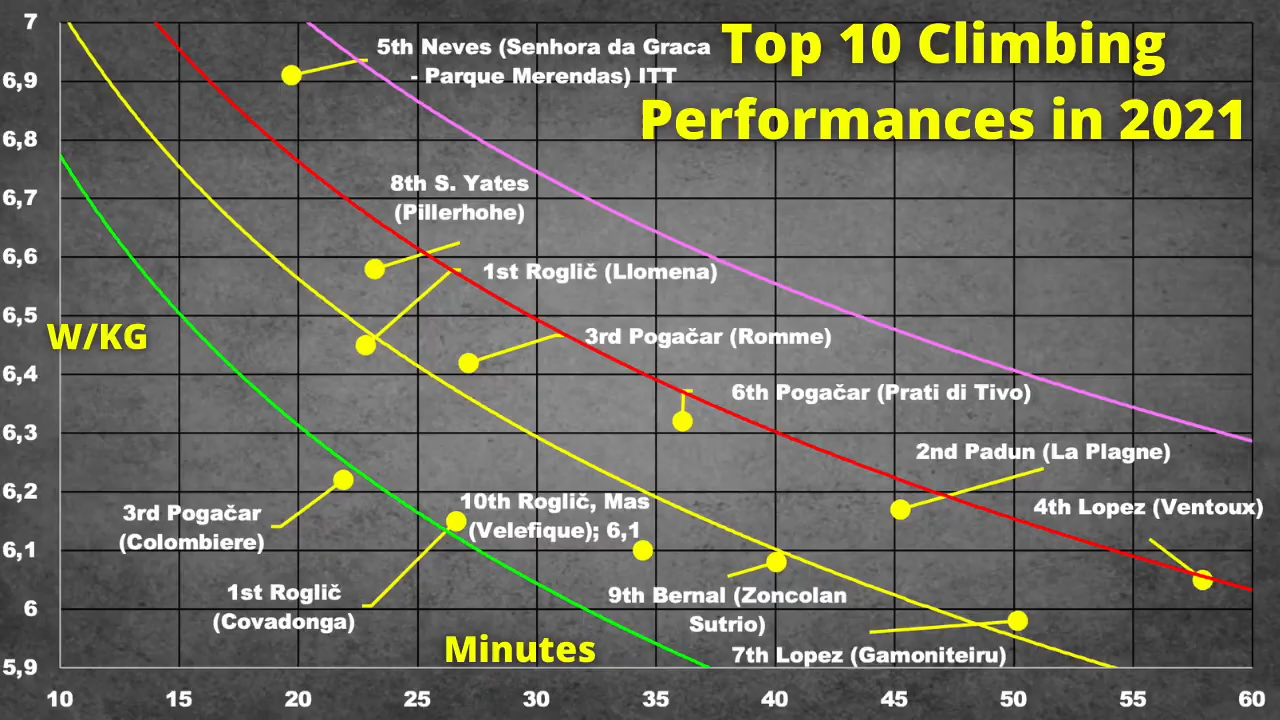 Top 10 Climbing
Performances in 2021
7
6,9
6,8
6,7
6,6
6,5
6,4
6,3
6,2
6,1
6
5,9
W/KG
5th Neves (Senhora da Graca
- Parque Merendas) ITT
8th S. Yates
(Pillerhohe)
1st Roglič (Llomena)
3rd Pogačar (Romme)
6th Pogačar (Prati di Tivo)
2nd Padun (La Plagne)
4th Lopez (Ventoux)
3rd Pogačar
(Colombiere)
10th Roglič, Mas
(Velefique); 6,1
1st Roglič
(Covadonga)
9th Bernal (Zoncolan
Sutrio)
7th Lopez (Gamoniteiru)
Minutes
10 15 20 25 30 35 40 45 50 55 60